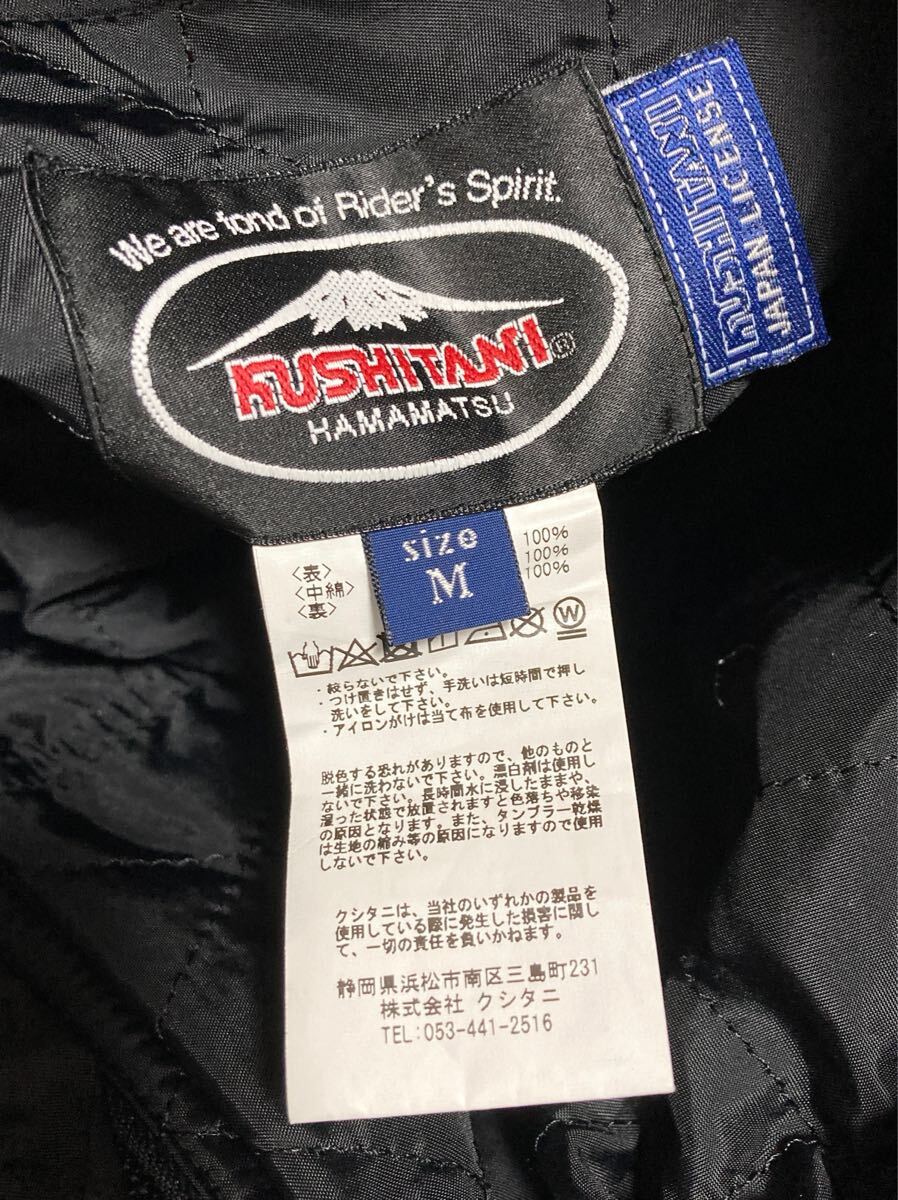 We are fond of Rider's Spirit.
KUSHITANI®
HAMAMATSU
KUSHITANI
JAPAN LICENSE
size
M
〈表〉 100%
〈中綿〉 100%
〈裏〉 100%
W
・絞らないで下さい。
・つけ置きはせず、手洗いは短時間で押し
洗いをして下さい。
・アイロンがけは当て布を使用して下さい。
脱色する恐れがありますので、他のものと
一緒に洗わないで下さい。漂白剤は使用し
ないで下さい。長時間水に浸したままや、
湿った状態で放置されますと色落ちや移染
の原因となります。また、タンブラー乾燥
は生地の縮み等の原因になりますので使用
しないで下さい。
クシタニは、当社のいずれかの製品を
使用している際に発生した損害に関し
て、一切の責任を負いかねます。
静岡県浜松市南区三島町231
株式会社 クシタニ
TEL:053-441-2516